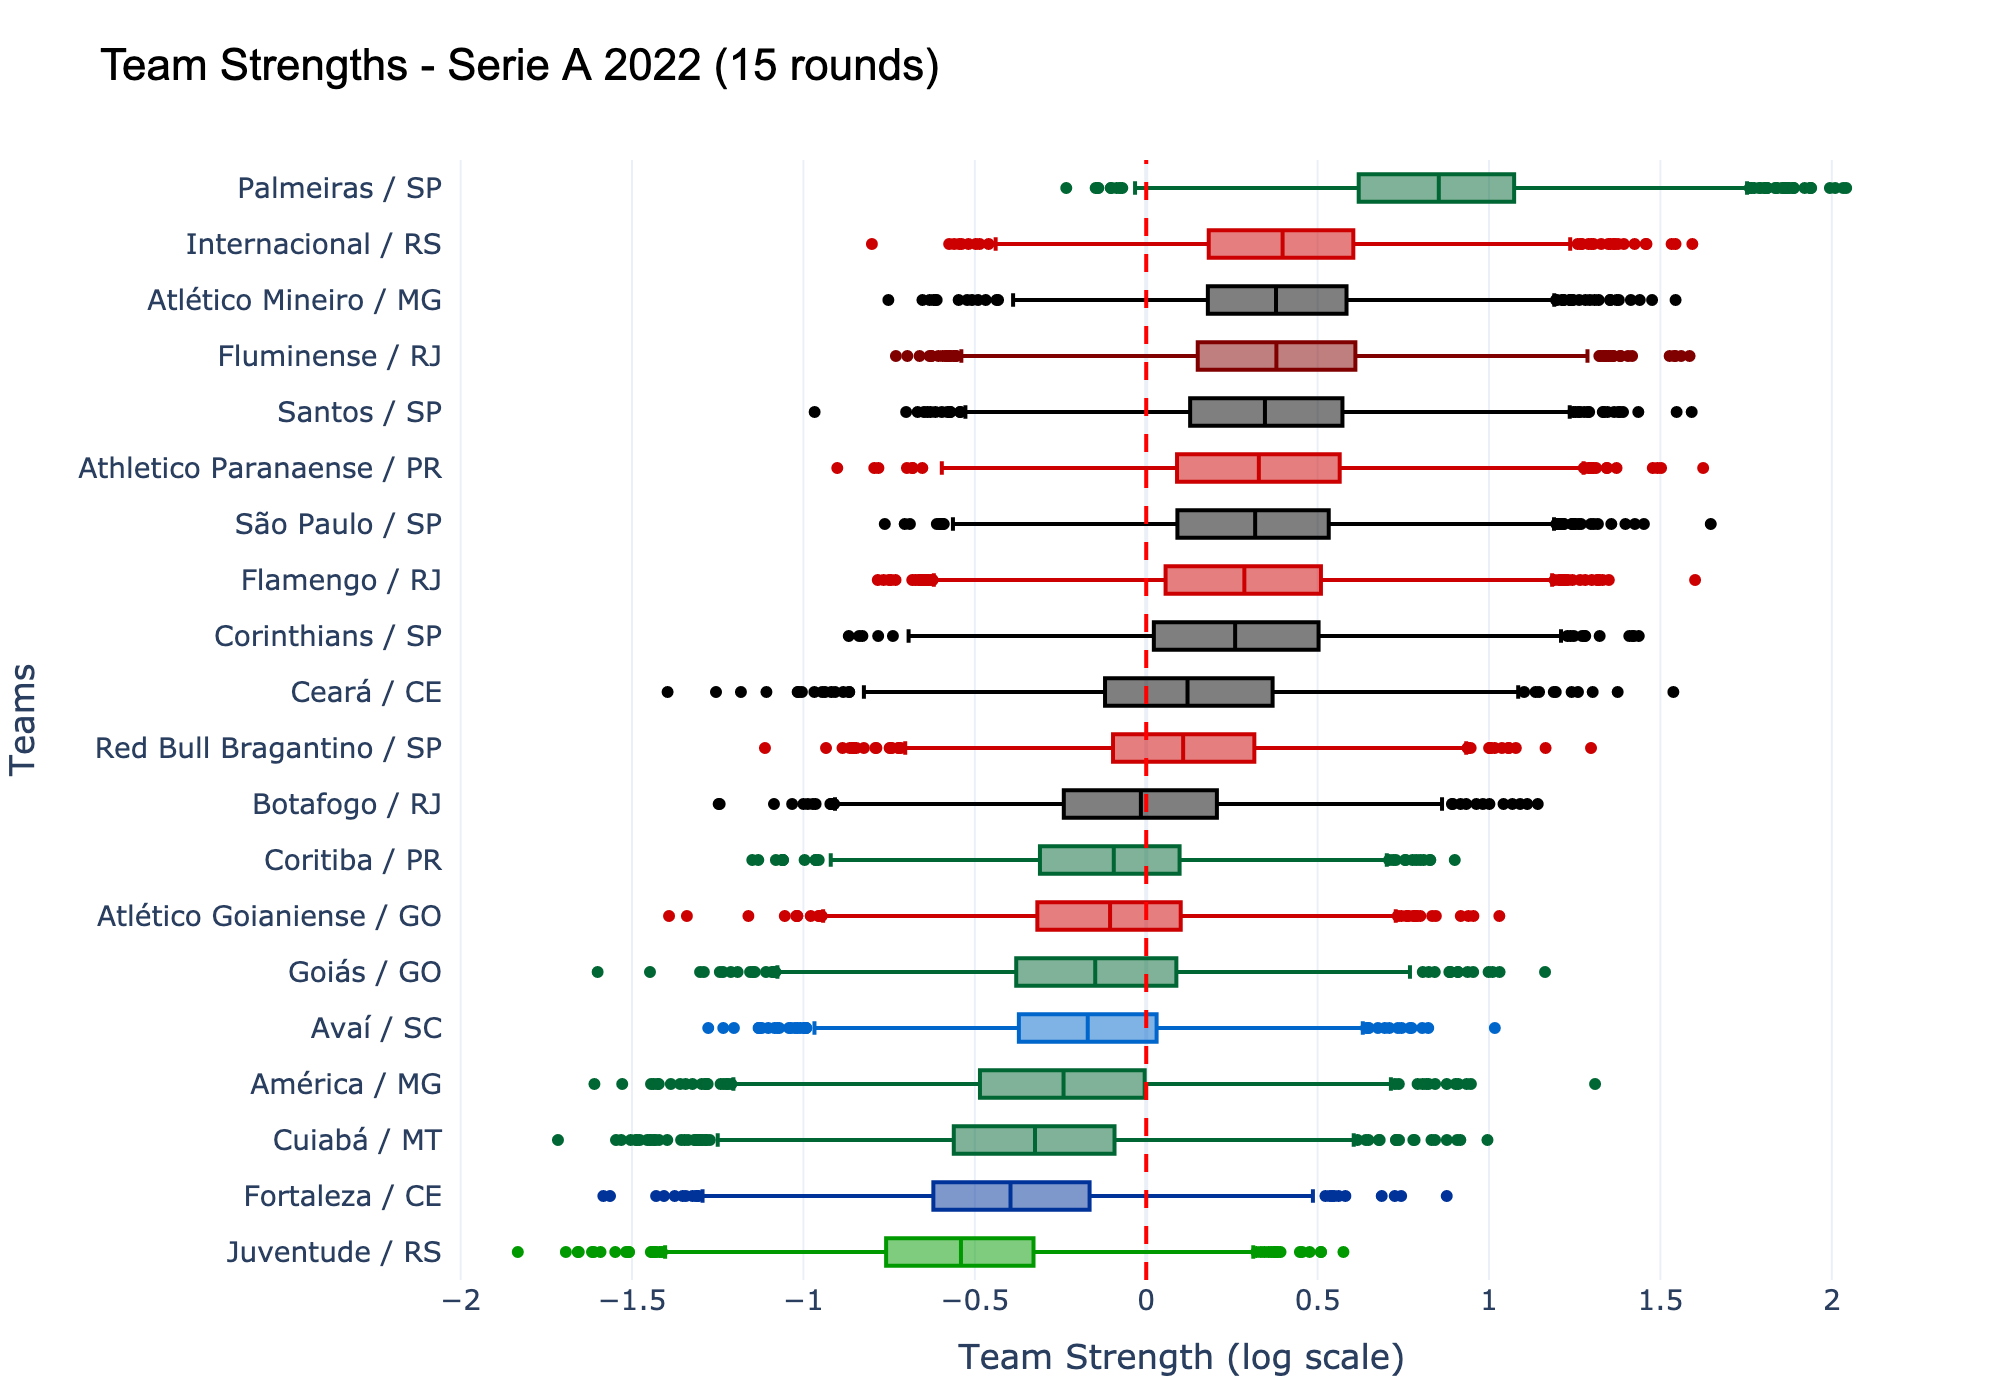 Team Strengths - Serie A 2022 (15 rounds)
Teams
Palmeiras / SP
Internacional / RS
Atlético Mineiro / MG
Fluminense / RJ
Santos / SP
Athletico Paranaense / PR
São Paulo / SP
Flamengo / RJ
Corinthians / SP
Ceará / CE
Red Bull Bragantino / SP
Botafogo / RJ
Coritiba / PR
Atlético Goianiense / GO
Goiás / GO
Avaí / SC
América / MG
Cuiabá / MT
Fortaleza / CE
Juventude / RS
−2 −1.5 −1 −0.5 0 0.5 1 1.5 2
Team Strength (log scale)